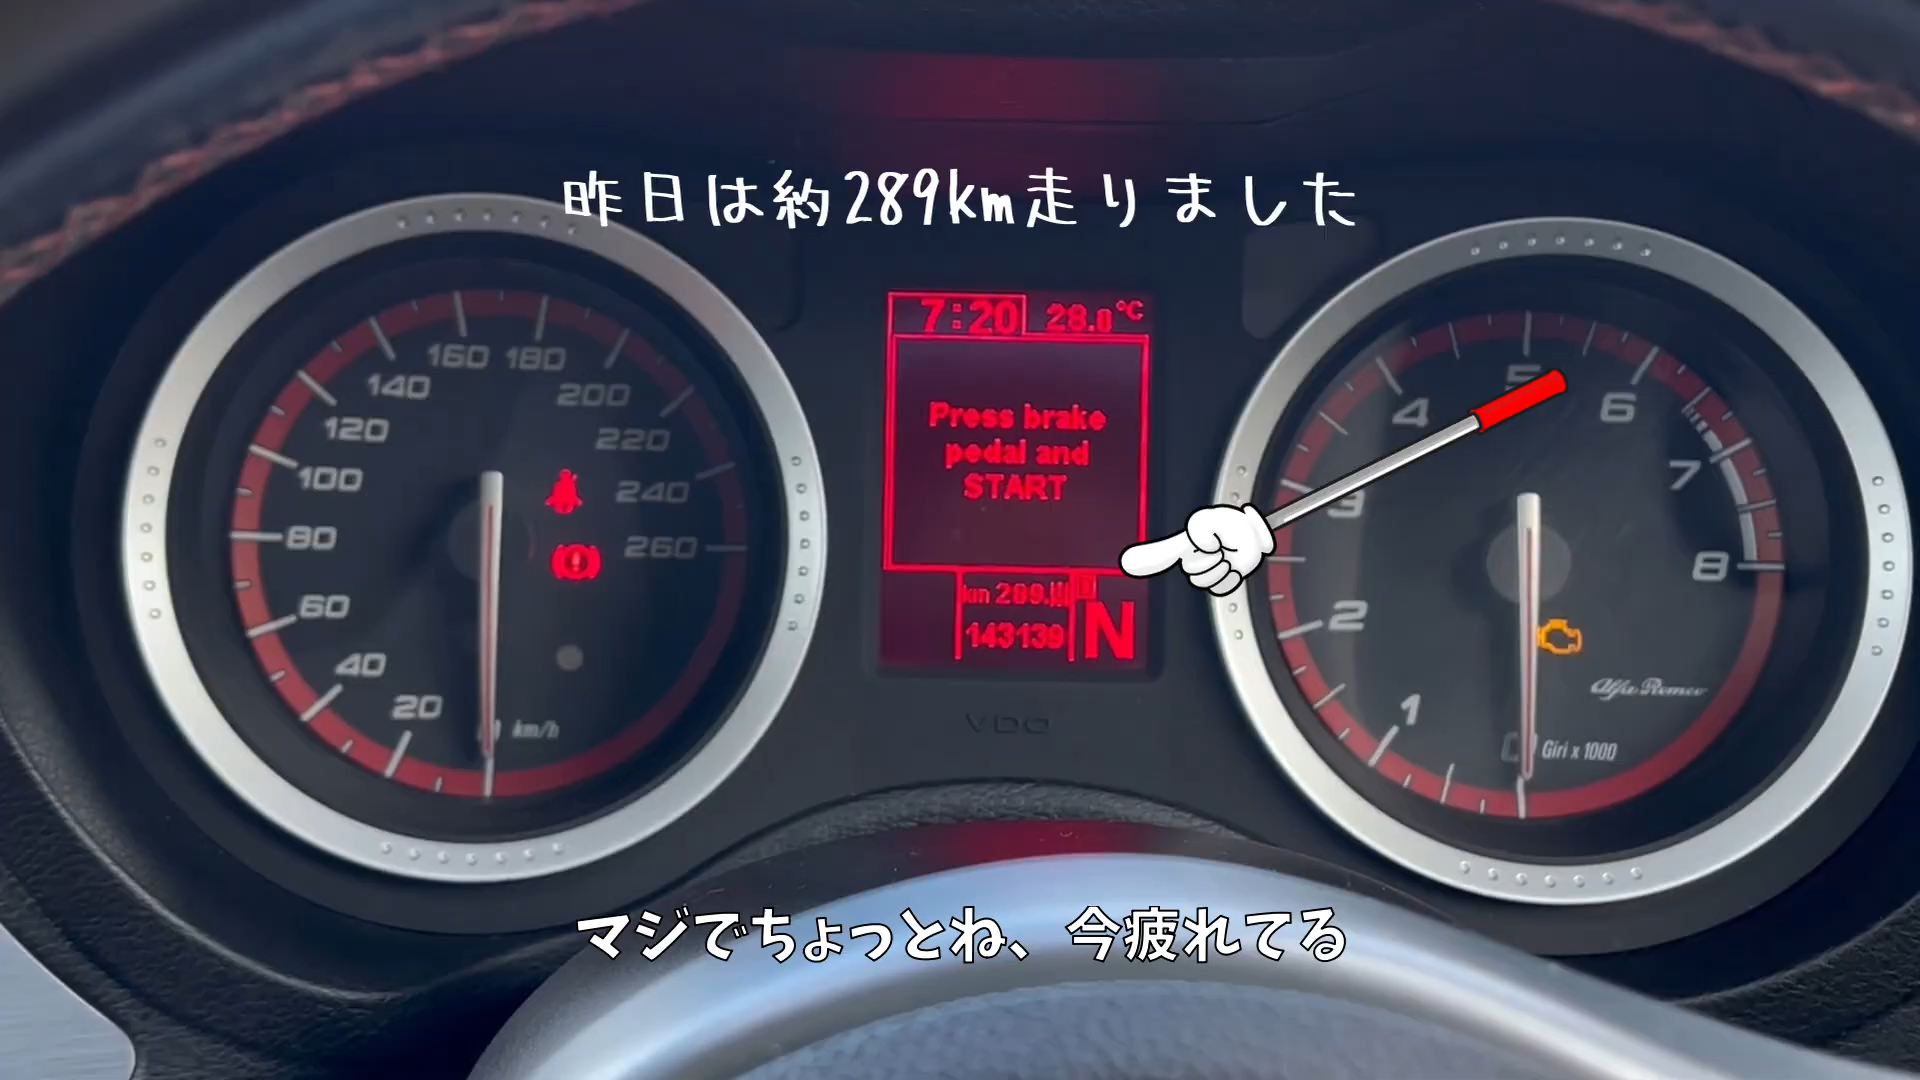 昨日は約289km走りました
7:20 28.0°C
Press brake
pedal and
START
km
143139 N
20
40
60
80
100
120
140
160
180
200
220
240
260
km/h
VDO
1
2
3
4
5
6
7
8
Alfa Romeo
Giri x 1000
マジでちょっとね、今疲れてる